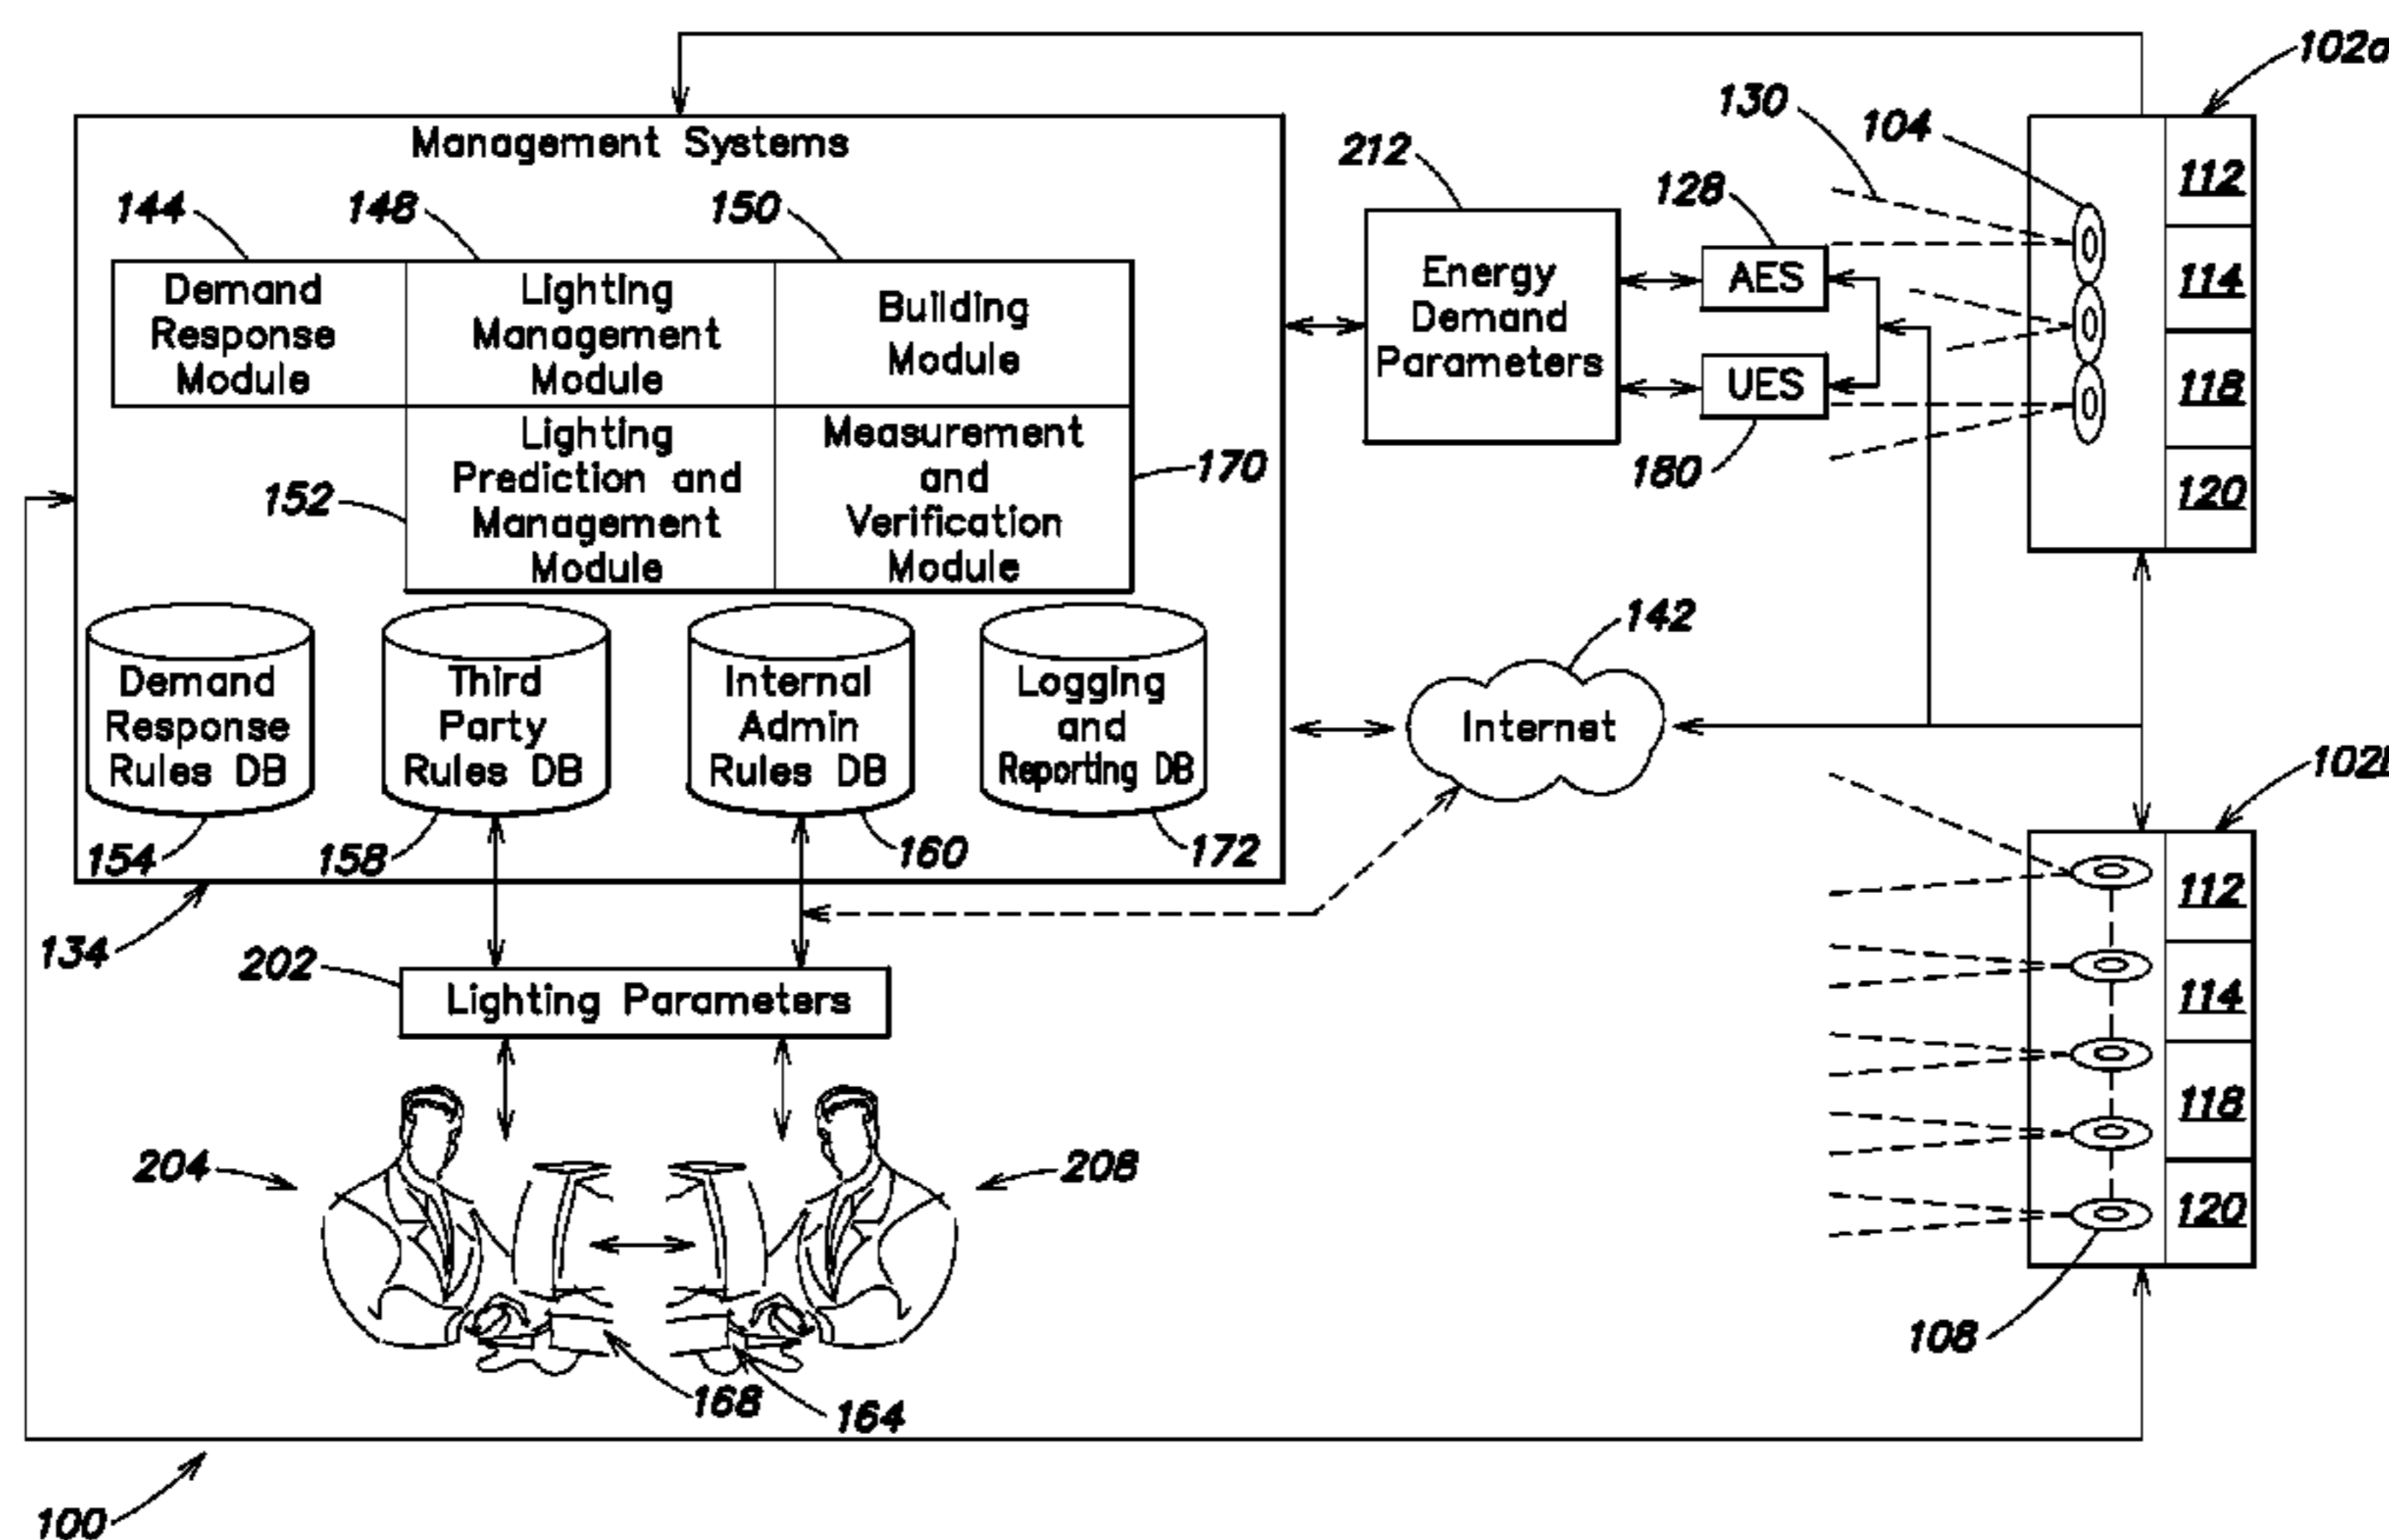 102a
130
104
Management Systems
212
112
144
148
150
128
Demand
Response
Module
Lighting
Management
Module
Building
Module
Energy
Demand
Parameters
AES
114
UES
118
Lighting
Prediction and
Management
Module
Measurement
and
Verification
Module
152
170
180
120
142
Demand
Response
Rules DB
Third
Party
Rules DB
Internal
Admin
Rules DB
Logging
and
Reporting DB
Internet
102b
154
158
160
172
112
134
202
Lighting Parameters
114
118
204
208
120
108
168
164
100